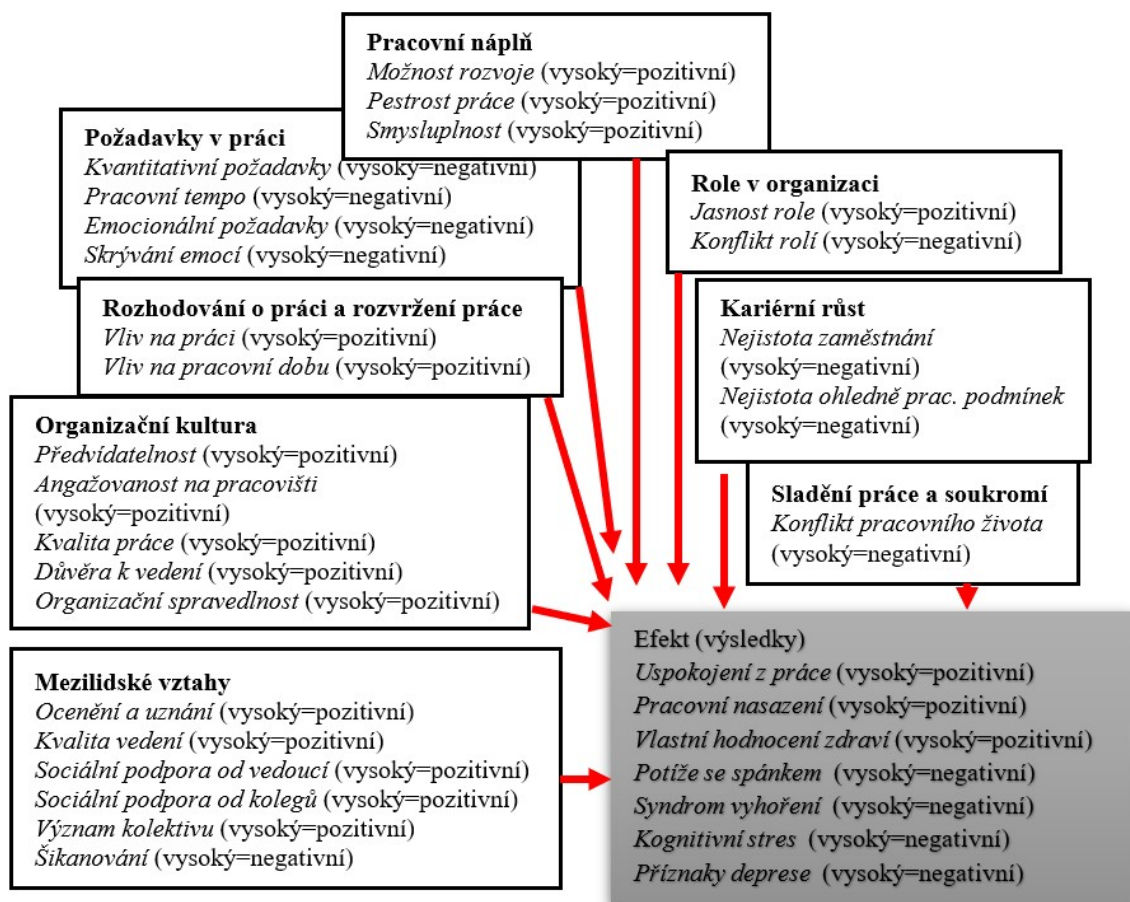 Pracovní náplň
Možnost rozvoje (vysoký=pozitivní)
Pestrost práce (vysoký=pozitivní)
Smysluplnost (vysoký=pozitivní)
Požadavky v práci
Kvantitativní požadavky (vysoký=negativní)
Pracovní tempo (vysoký=negativní)
Emocionální požadavky (vysoký=negativní)
Skrývání emocí (vysoký=negativní)
Role v organizaci
Jasnost role (vysoký=pozitivní)
Konflikt rolí (vysoký=negativní)
Rozhodování o práci a rozvržení práce
Vliv na práci (vysoký=pozitivní)
Vliv na pracovní dobu (vysoký=pozitivní)
Kariérní růst
Nejistota zaměstnání
(vysoký=negativní)
Nejistota ohledně prac. podmínek
(vysoký=negativní)
Organizační kultura
Předvídatelnost (vysoký=pozitivní)
Angažovanost na pracovišti
(vysoký=pozitivní)
Kvalita práce (vysoký=pozitivní)
Důvěra k vedení (vysoký=pozitivní)
Organizační spravedlnost (vysoký=pozitivní)
Sladění práce a soukromí
Konflikt pracovního života
(vysoký=negativní)
Mezilidské vztahy
Ocenění a uznání (vysoký=pozitivní)
Kvalita vedení (vysoký=pozitivní)
Sociální podpora od vedoucí (vysoký=pozitivní)
Sociální podpora od kolegů (vysoký=pozitivní)
Význam kolektivu (vysoký=pozitivní)
Šikanování (vysoký=negativní)
Efekt (výsledky)
Uspokojení z práce (vysoký=pozitivní)
Pracovní nasazení (vysoký=pozitivní)
Vlastní hodnocení zdraví (vysoký=pozitivní)
Potíže se spánkem (vysoký=negativní)
Syndrom vyhoření (vysoký=negativní)
Kognitivní stres (vysoký=negativní)
Příznaky deprese (vysoký=negativní)